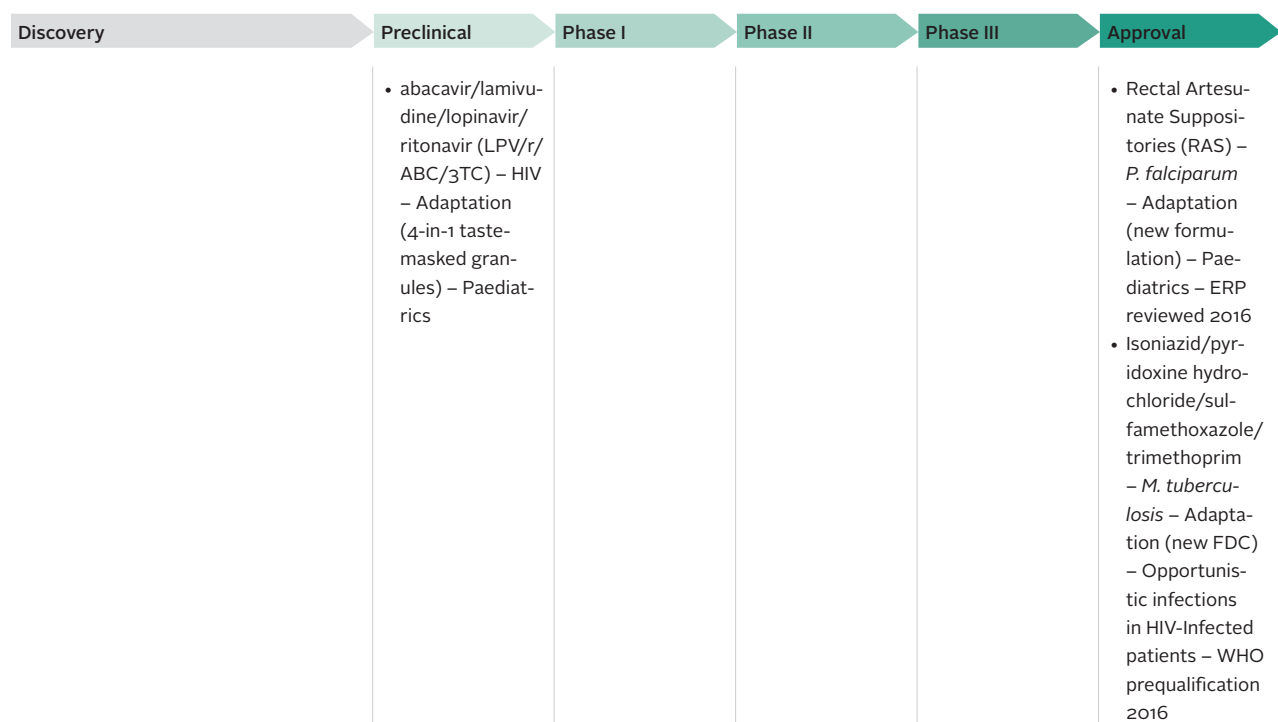 Discovery
Preclinical
Phase I
Phase II
Phase III
Approval
• abacavir/lamivu-
dine/lopinavir/
ritonavir (LPV/r/
ABC/3TC) – HIV
– Adaptation
(4-in-1 taste-
masked gran-
ules) – Paediat-
rics
• Rectal Artesu-
nate Supposi-
tories (RAS) –
P. falciparum
– Adaptation
(new formu-
lation) – Pae-
diatrics – ERP
reviewed 2016
• Isoniazid/pyr-
idoxine hydro-
chloride/sul-
famethoxazole/
trimethoprim
– M. tubercu-
losis – Adapta-
tion (new FDC)
– Opportunis-
tic infections
in HIV-Infected
patients – WHO
prequalification
2016